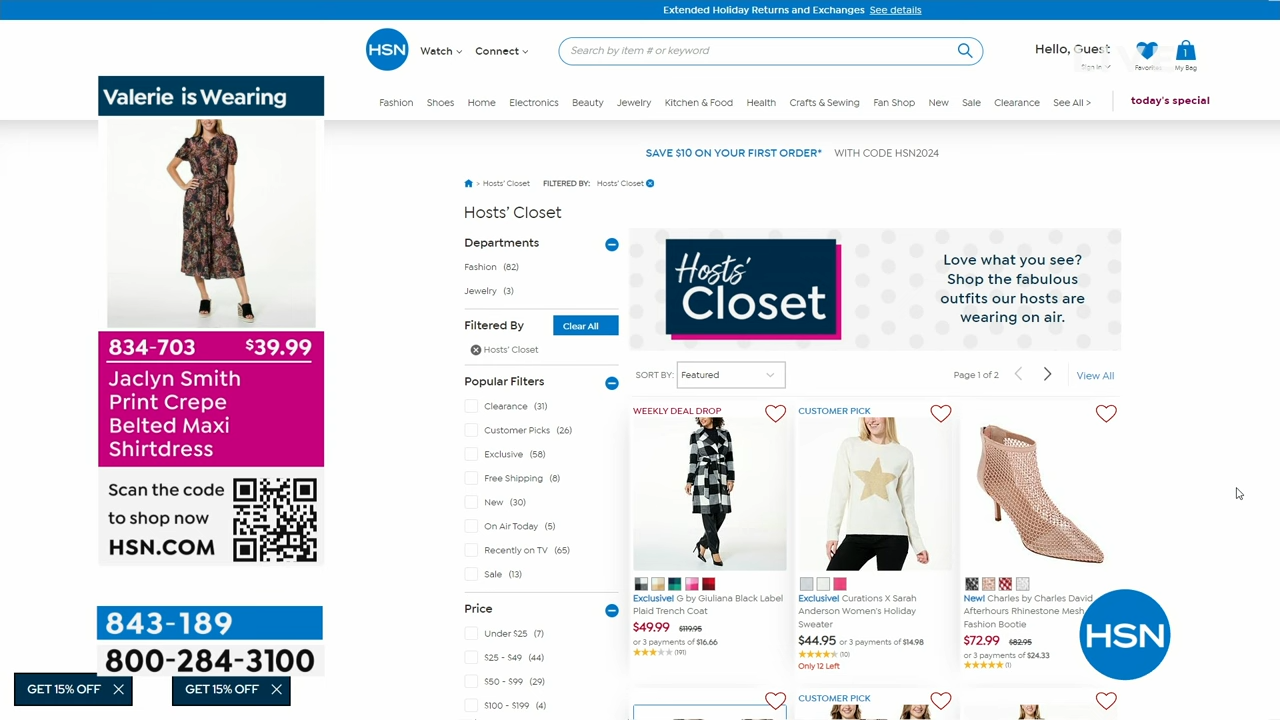 Extended Holiday Returns and Exchanges See details
HSN
Watch
Connect
Search by item # or keyword
Hello, Guest
Sign In
Favorites
1
My Bag
Fashion Shoes Home Electronics Beauty Jewelry Kitchen & Food Health Crafts & Sewing Fan Shop New Sale Clearance See All >
today's special
SAVE $10 ON YOUR FIRST ORDER* WITH CODE HSN2024
> Hosts' Closet FILTERED BY: Hosts' Closet
Hosts' Closet
Departments
Fashion (82)
Jewelry (3)
Filtered By
Clear All
Hosts' Closet
Popular Filters
Clearance (31)
Customer Picks (26)
Exclusive (58)
Free Shipping (8)
New (30)
On Air Today (5)
Recently on TV (65)
Sale (13)
Price
Under $25 (7)
$25 - $49 (44)
$50 - $99 (29)
$100 - $199 (4)
Hosts'
Closet
Love what you see?
Shop the fabulous
outfits our hosts are
wearing on air.
SORT BY: Featured
Page 1 of 2
View All
WEEKLY DEAL DROP
Exclusive! G by Giuliana Black Label
Plaid Trench Coat
$49.99 $119.95
or 3 payments of $16.66
(191)
CUSTOMER PICK
Exclusive! Curations X Sarah
Anderson Women's Holiday
Sweater
$44.95 or 3 payments of $14.98
(10)
Only 12 Left
New! Charles by Charles David
Afterhours Rhinestone Mesh
Fashion Bootie
$72.99 $82.95
or 3 payments of $24.33
(1)
CUSTOMER PICK
HSN
Valerie is Wearing
834-703 $39.99
Jaclyn Smith
Print Crepe
Belted Maxi
Shirtdress
Scan the code
to shop now
HSN.COM
843-189
800-284-3100
GET 15% OFF
GET 15% OFF